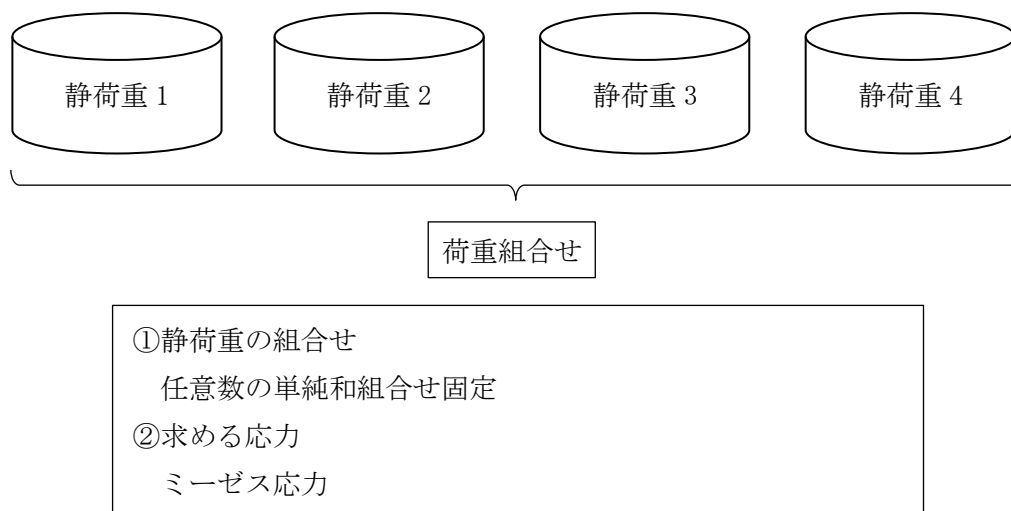 静荷重 1
静荷重 2
静荷重 3
静荷重 4
荷重組合せ
①静荷重の組合せ
任意数の単純和組合せ固定
②求める応力
ミーゼス応力